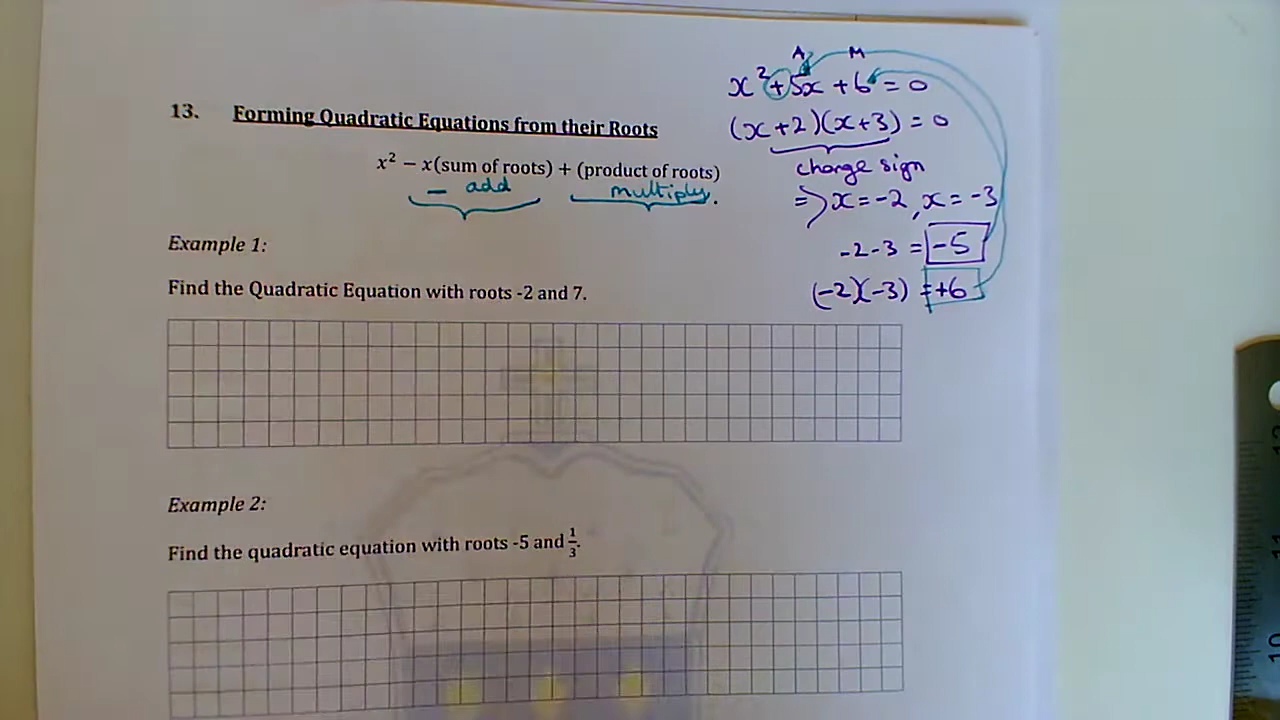 13. Forming Quadratic Equations from their Roots
x² − x(sum of roots) + (product of roots)
− add multiply.
A M
x² + 5x + 6 = 0
(x + 2)(x + 3) = 0
change sign
⇒ x = −2, x = −3
-2 - 3 = −5
(−2)(−3) = +6
Example 1:
Find the Quadratic Equation with roots -2 and 7.
Example 2:
Find the quadratic equation with roots -5 and 1/3.
12
10